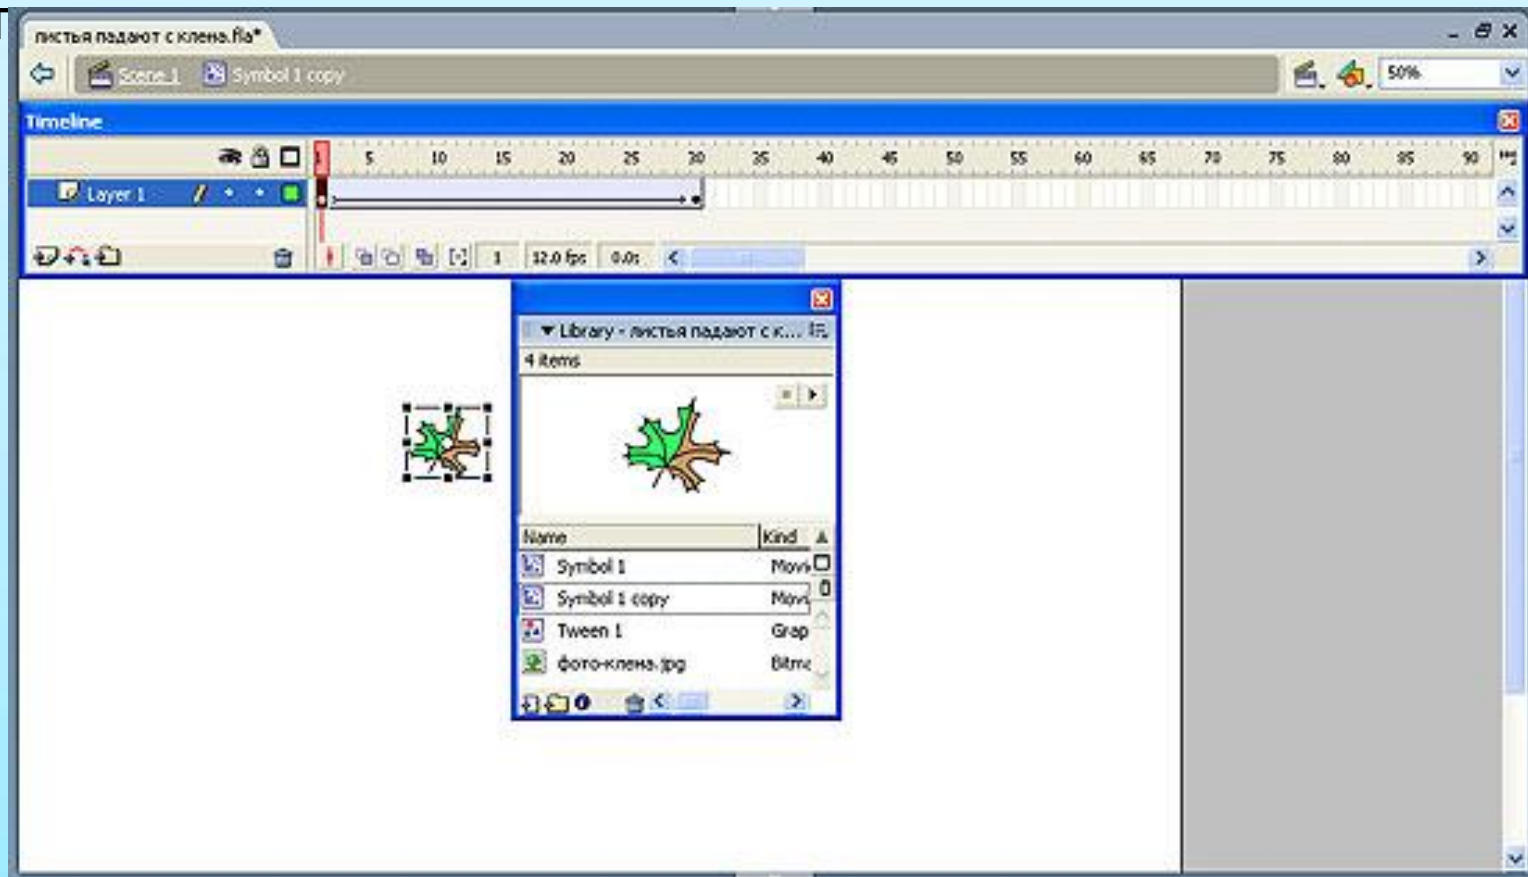 листья падают с клена.fla*
Scene 1 Symbol 1 copy 50%
Timeline
1 5 10 15 20 25 30 35 40 45 50 55 60 65 70 75 80 85 90
Layer 1
1 12.0 fps 0.0s
Library - листья падают с к...
4 items
Name Kind
Symbol 1 Movi
Symbol 1 copy Movi
Tween 1 Grap
фото-клена.jpg Bitma